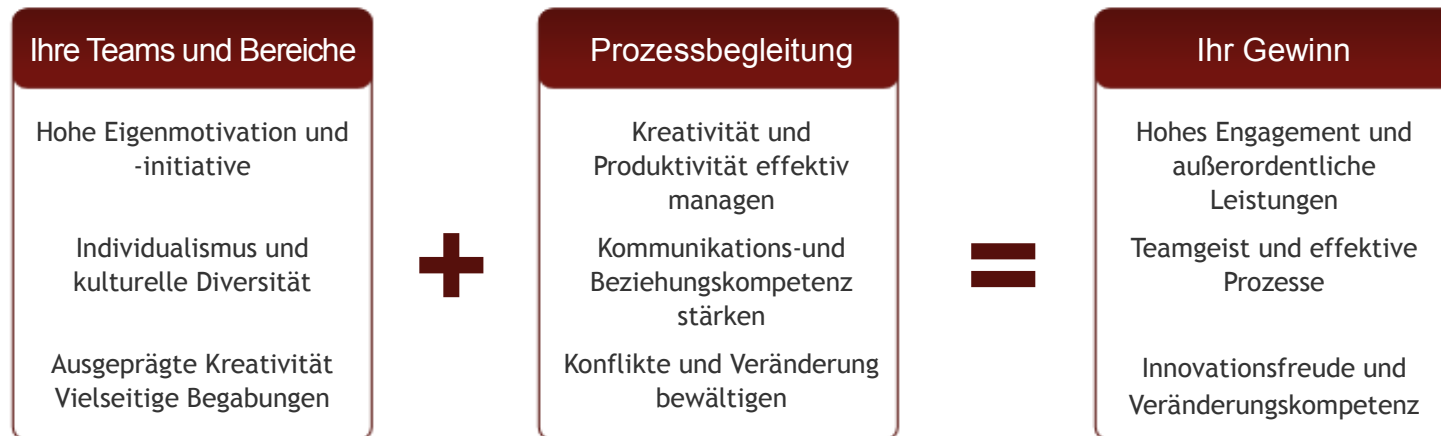 Ihre Teams und Bereiche
Hohe Eigenmotivation und
-initiative
Individualismus und
kulturelle Diversität
Ausgeprägte Kreativität
Vielseitige Begabungen
+
Prozessbegleitung
Kreativität und
Produktivität effektiv
managen
Kommunikations-und
Beziehungskompetenz
stärken
Konflikte und Veränderung
bewältigen
=
Ihr Gewinn
Hohes Engagement und
außerordentliche
Leistungen
Teamgeist und effektive
Prozesse
Innovationsfreude und
Veränderungskompetenz